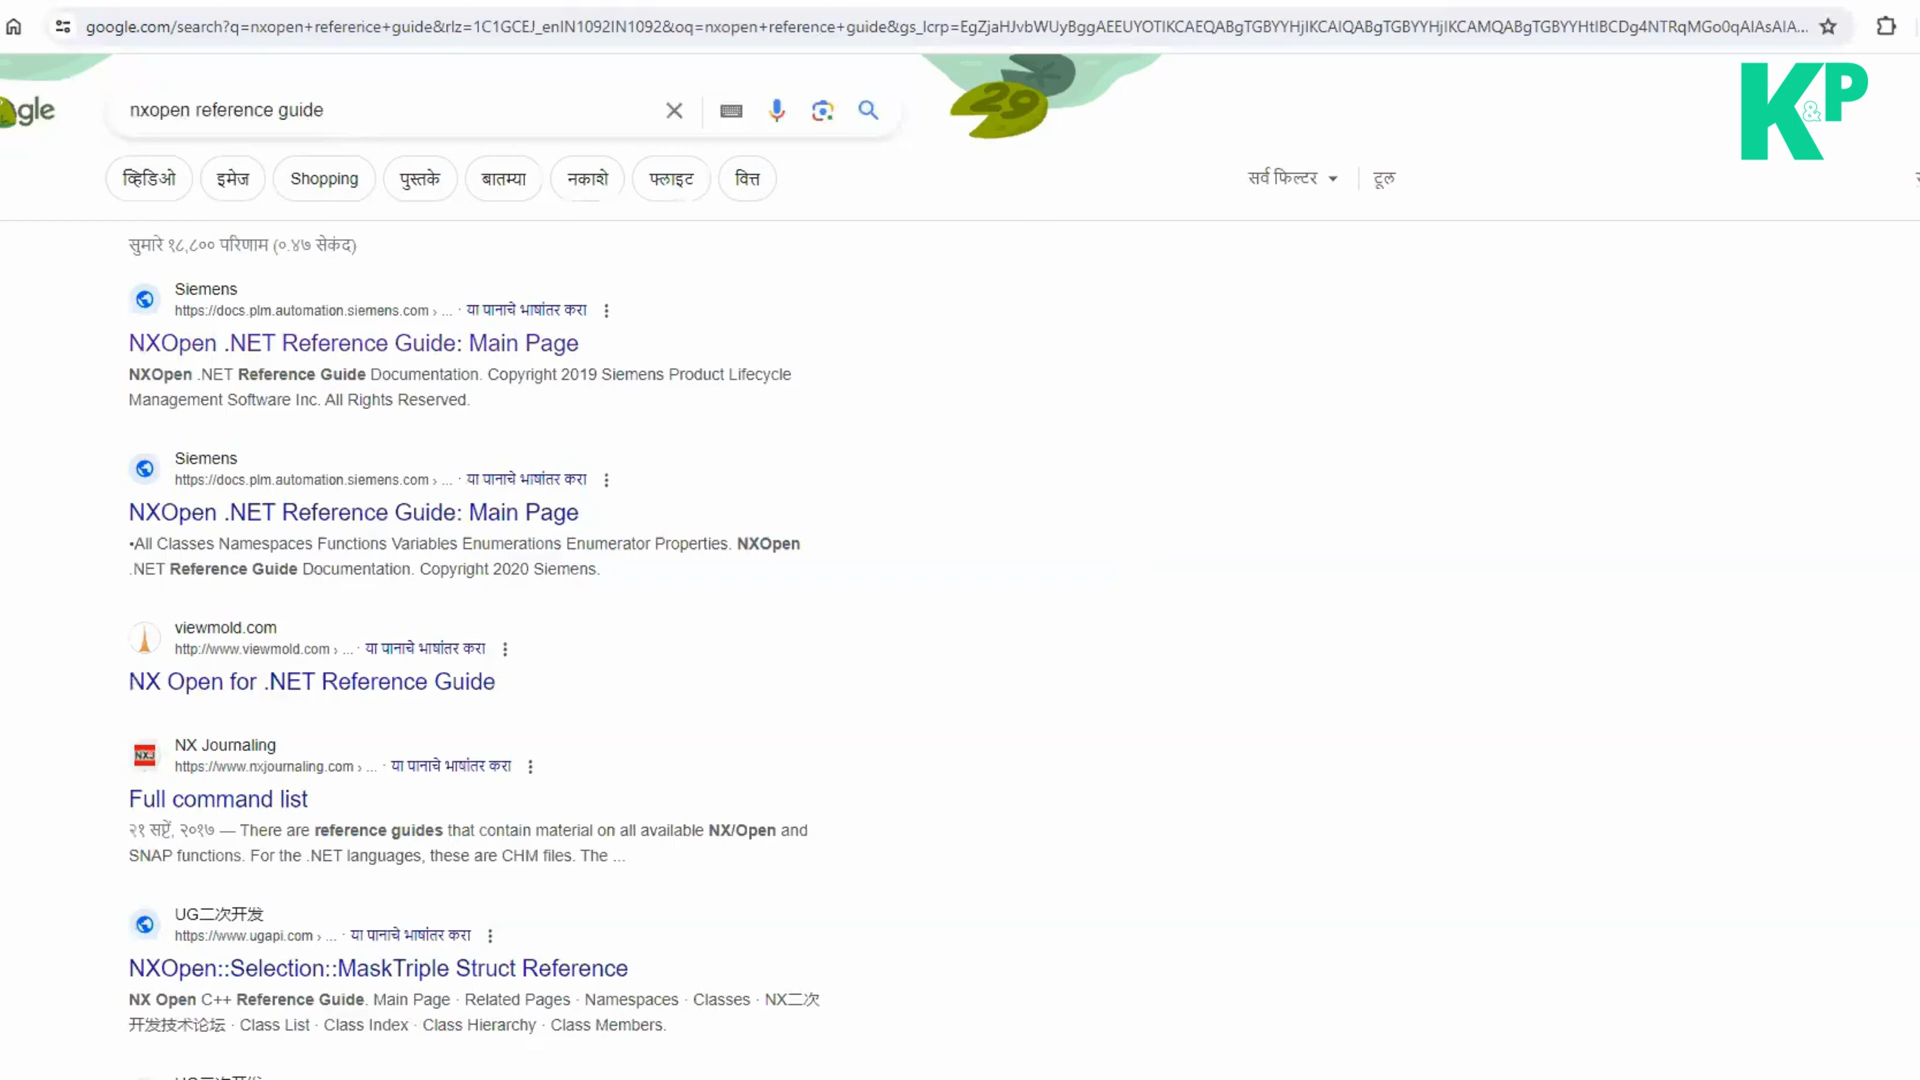 google.com/search?q=nxopen+reference+guide&rlz=1C1GCEJ_enIN1092IN1092&oq=nxopen+reference+guide&gs_lcrp=EgZjaHJvbWUyBggAEEUYOTIKCAEQABgTGBYYHjIKCAIQABgTGBYYHjIKCAMQABgTGBYYHtIBCDg4NTRqMGo0qAIAsAIA...
gle
nxopen reference guide
29
K&P
व्हिडिओ इमेज Shopping पुस्तके बातम्या नकाशे फ्लाइट वित्त
सर्व फिल्टर टूल
सुमारे १८,८०० परिणाम (०.४७ सेकंद)
Siemens
https://docs.plm.automation.siemens.com › ... · या पानाचे भाषांतर करा
NXOpen .NET Reference Guide: Main Page
NXOpen .NET Reference Guide Documentation. Copyright 2019 Siemens Product Lifecycle
Management Software Inc. All Rights Reserved.
Siemens
https://docs.plm.automation.siemens.com › ... · या पानाचे भाषांतर करा
NXOpen .NET Reference Guide: Main Page
•All Classes Namespaces Functions Variables Enumerations Enumerator Properties. NXOpen
.NET Reference Guide Documentation. Copyright 2020 Siemens.
viewmold.com
http://www.viewmold.com › ... · या पानाचे भाषांतर करा
NX Open for .NET Reference Guide
NXJ
NX Journaling
https://www.nxjournaling.com › ... · या पानाचे भाषांतर करा
Full command list
२१ सप्टें, २०१७ — There are reference guides that contain material on all available NX/Open and
SNAP functions. For the .NET languages, these are CHM files. The ...
UG二次开发
https://www.ugapi.com › ... · या पानाचे भाषांतर करा
NXOpen::Selection::MaskTriple Struct Reference
NX Open C++ Reference Guide. Main Page · Related Pages · Namespaces · Classes · NX二次
开发技术论坛 · Class List · Class Index · Class Hierarchy · Class Members.